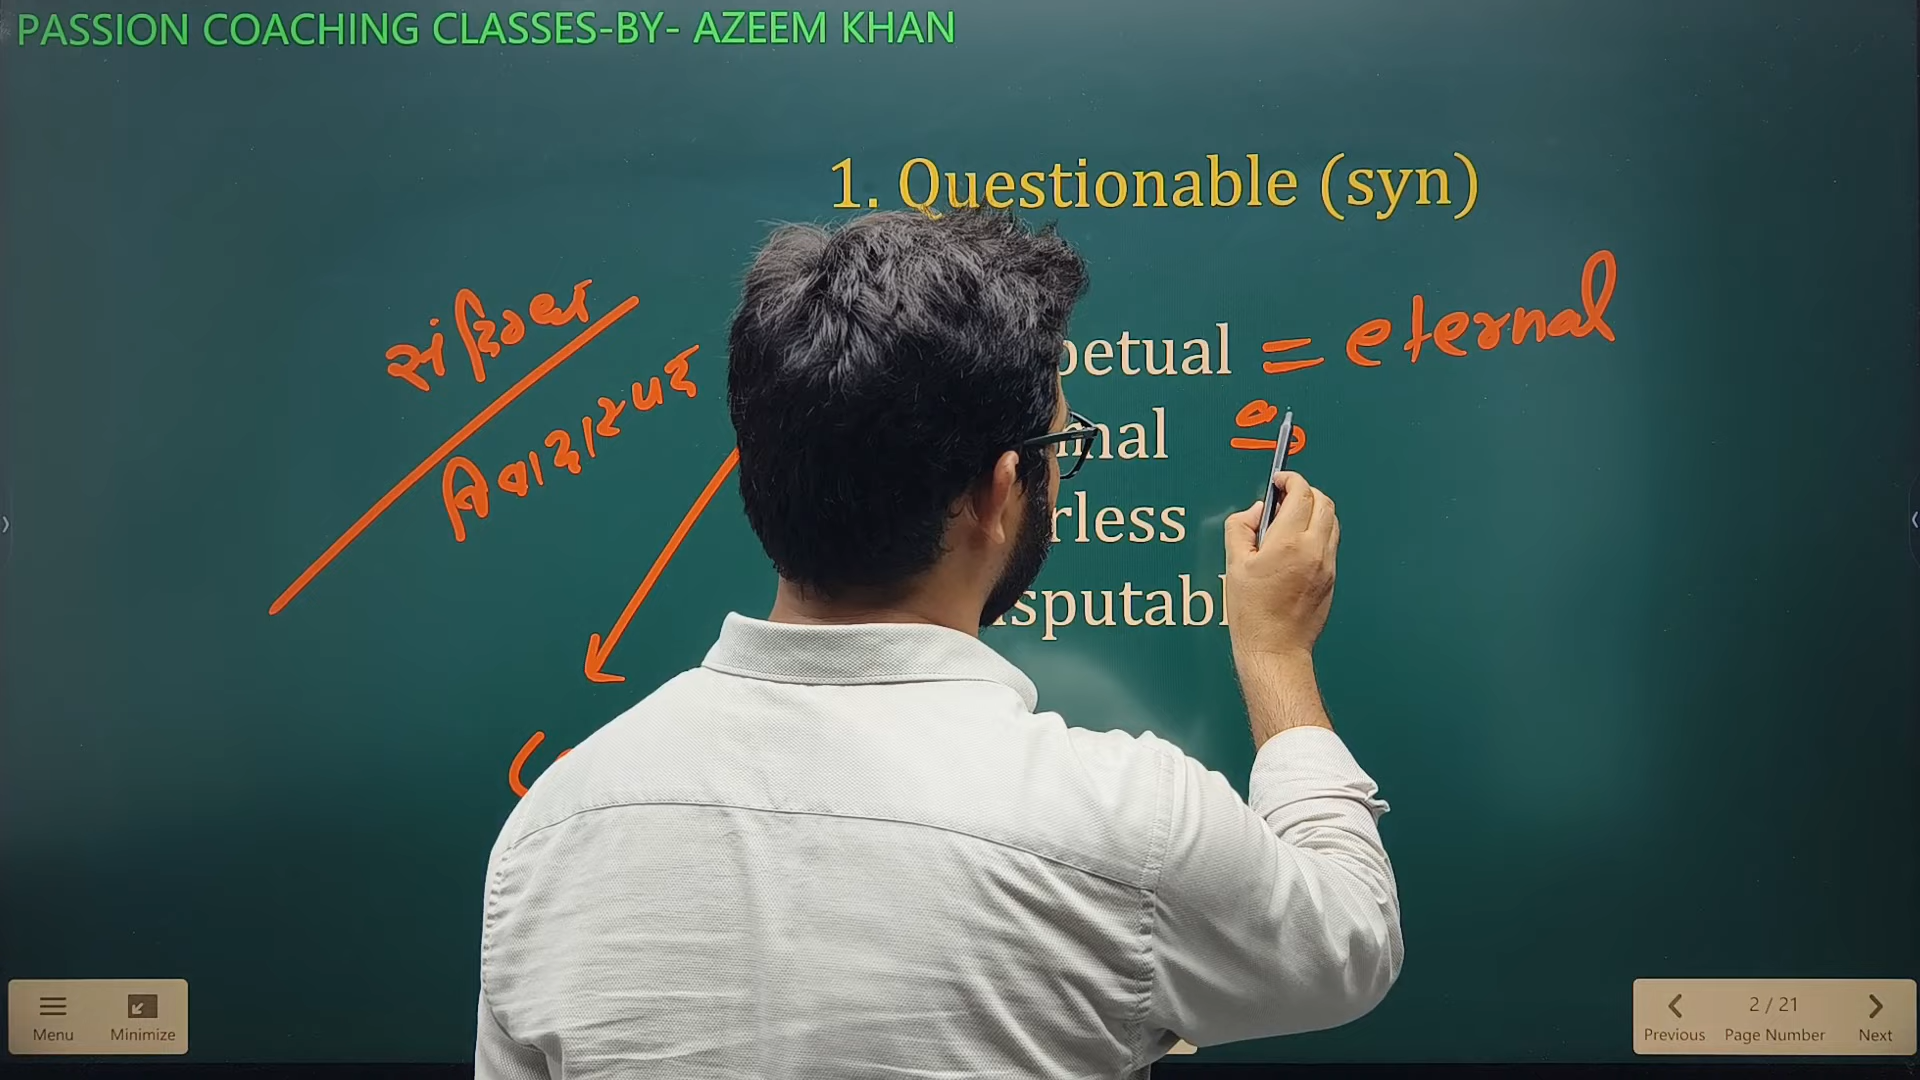 PASSION COACHING CLASSES-BY- AZEEM KHAN
1. Questionable (syn)
संदिग्ध
विवादास्पद
petual = eternal
mal
rless
sputabl
Menu
Minimize
Previous
2 / 21
Page Number
Next